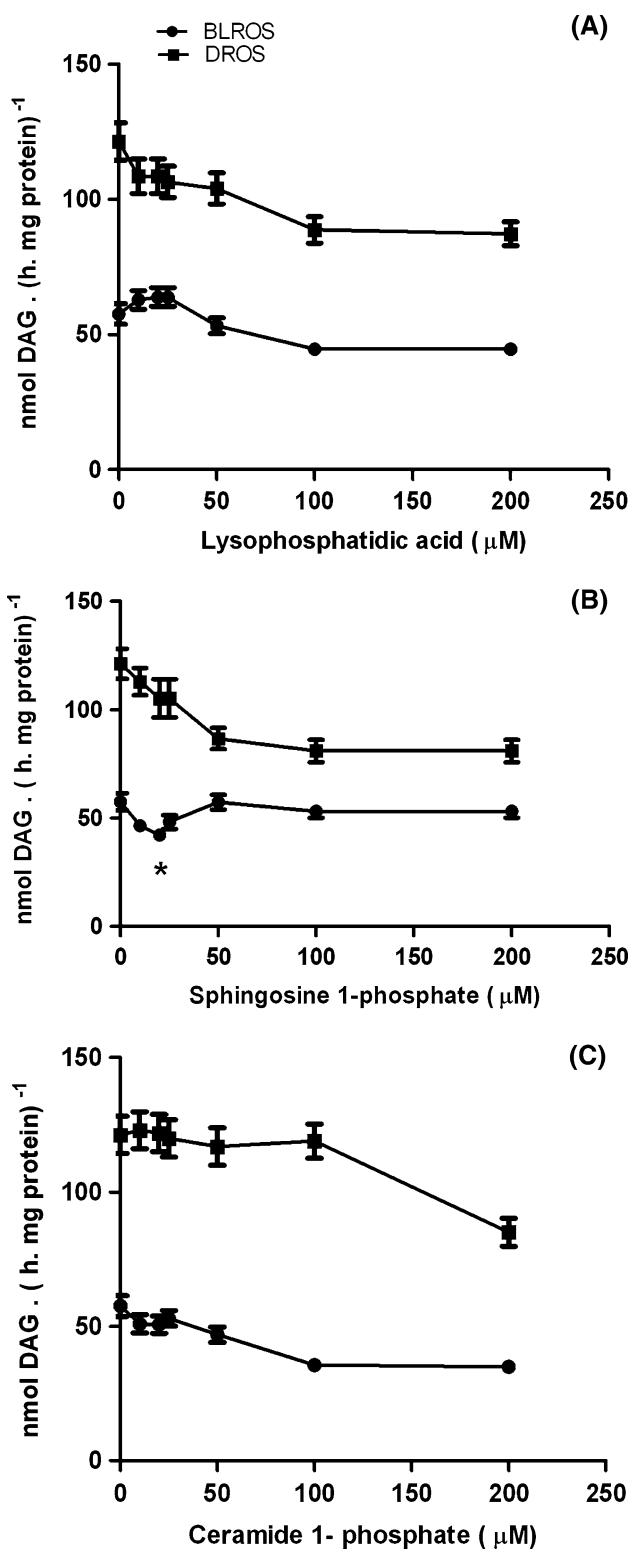 BLROS
DROS
(A)
nmol DAG . (h. mg protein) -1
150
100
50
0
0 50 100 150 200 250
Lysophosphatidic acid ( μM)
(B)
nmol DAG . ( h. mg protein) -1
150
100
50
0
*
0 50 100 150 200 250
Sphingosine 1-phosphate ( μM)
(C)
nmol DAG . ( h. mg protein) -1
150
100
50
0
0 50 100 150 200 250
Ceramide 1- phosphate ( μM)